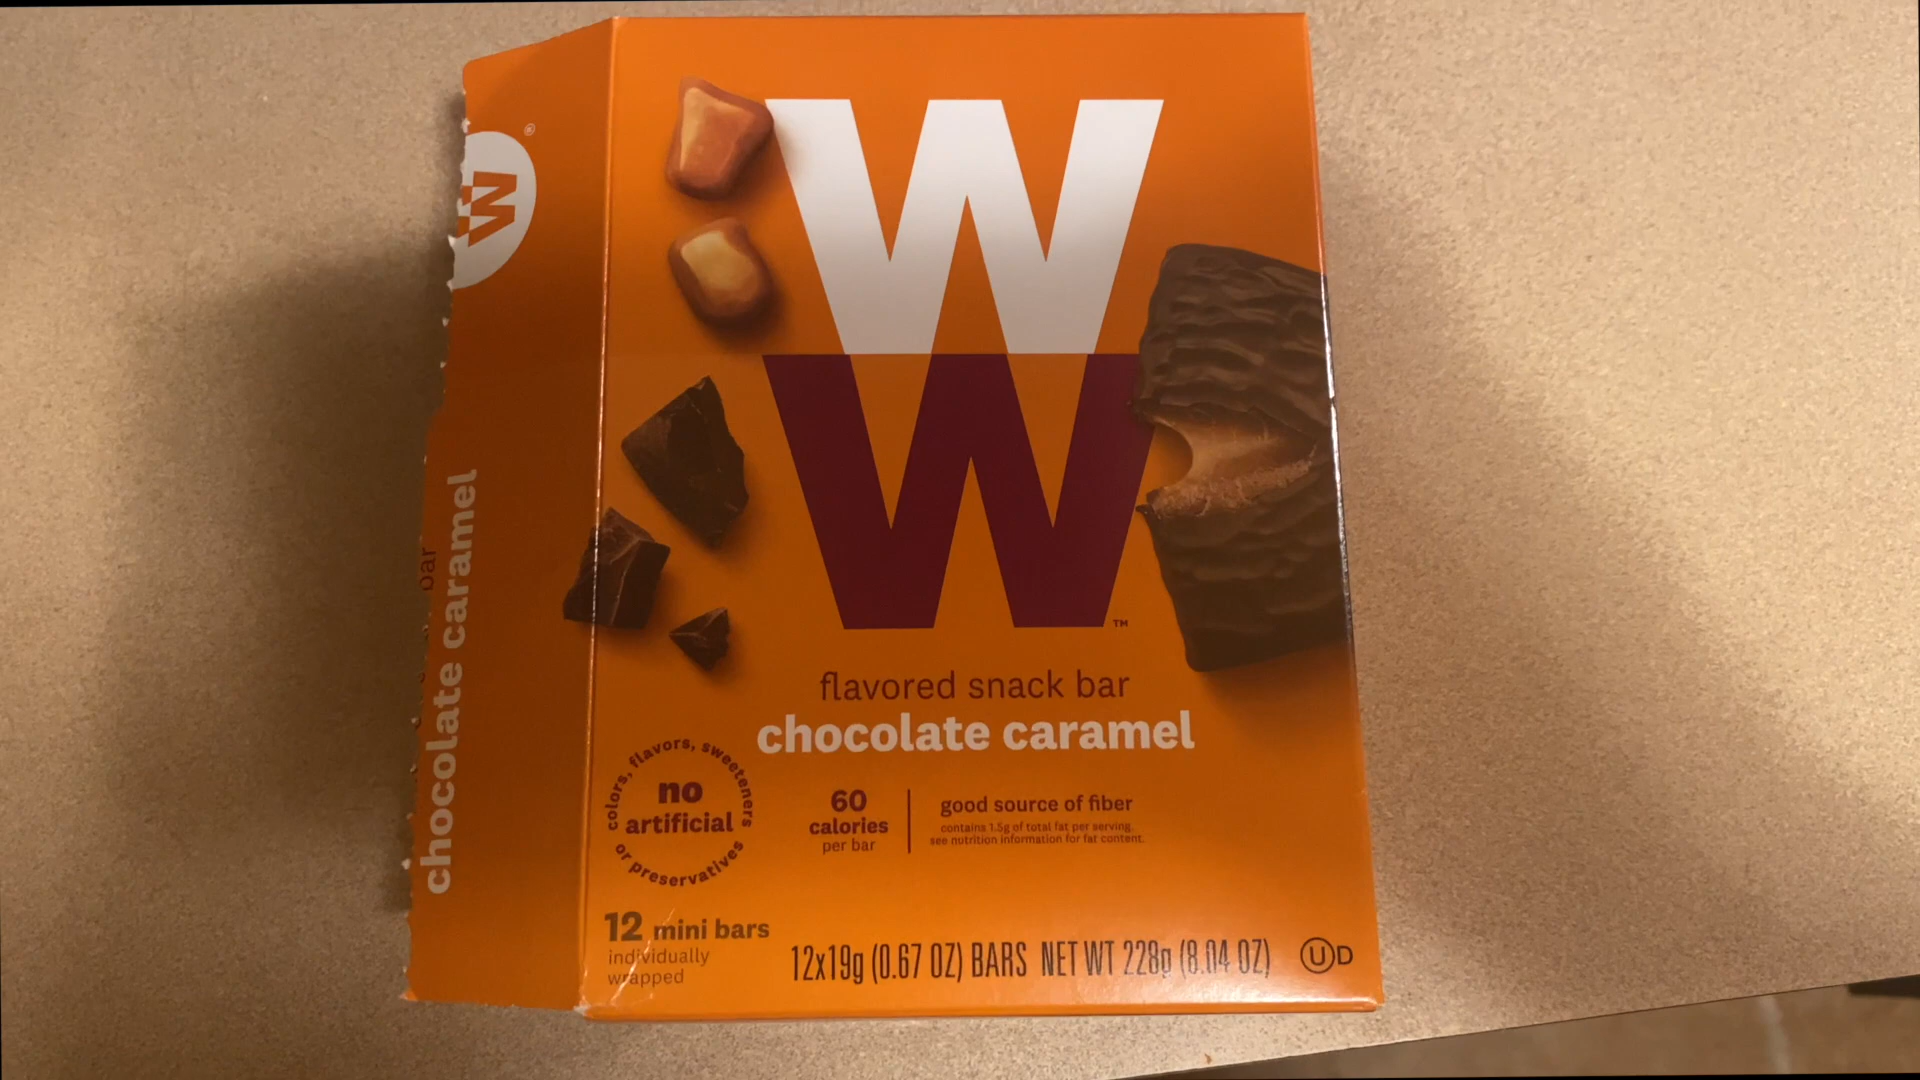 W
W
™
flavored snack bar
chocolate caramel
no
artificial
colors, flavors, sweeteners
or preservatives
60
calories
per bar
good source of fiber
contains 1.5g of total fat per serving.
see nutrition information for fat content.
12 mini bars
individually
wrapped
12x19g (0.67 OZ) BARS NET WT 228g (8.04 OZ)
U D
W
®
bar
chocolate caramel